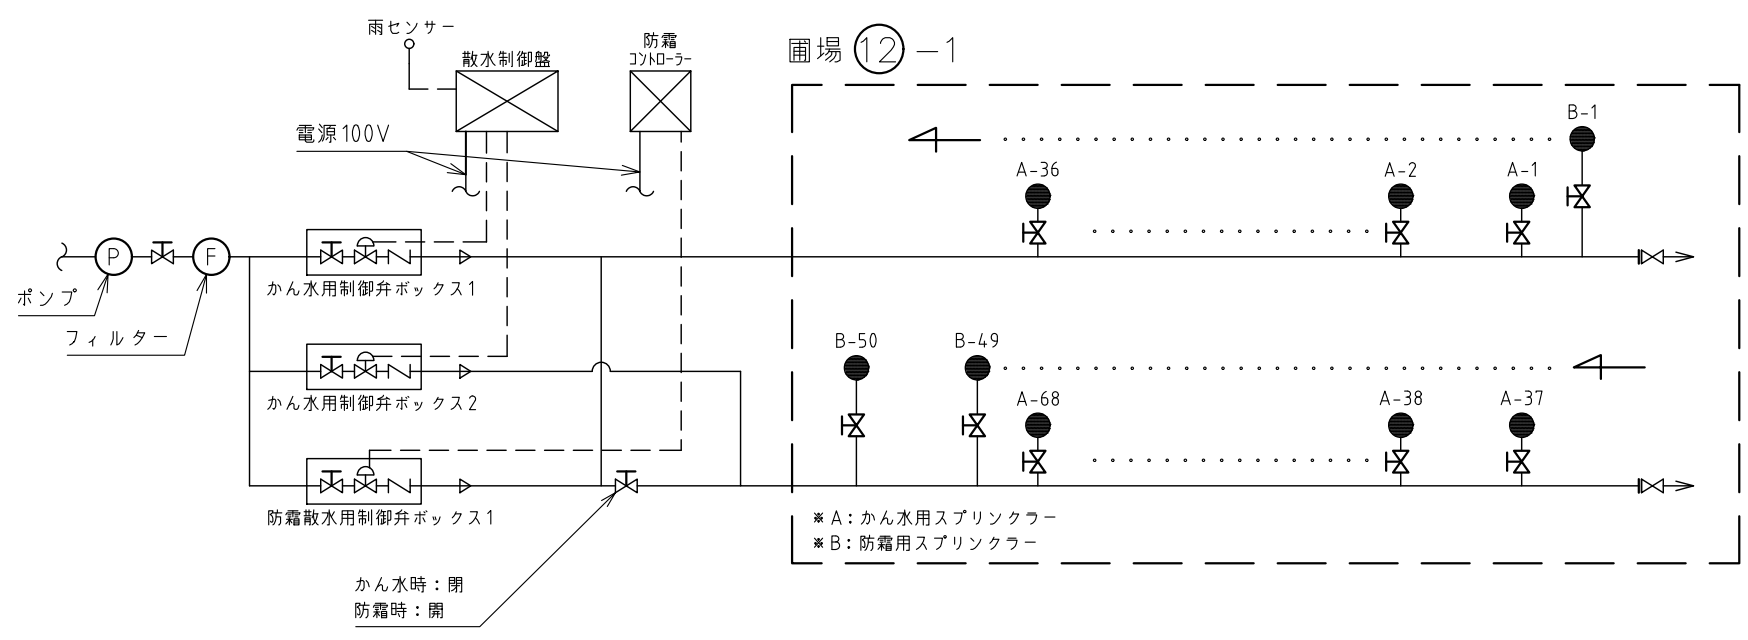 雨センサー
散水制御盤
防霜
コントローラー
圃場 12 -1
電源100V
B-1
A-36
A-2
A-1
P
F
ポンプ
フィルター
かん水用制御弁ボックス1
B-50
B-49
かん水用制御弁ボックス2
A-68
A-38
A-37
防霜散水用制御弁ボックス1
※ A：かん水用スプリンクラー
※ B：防霜用スプリンクラー
かん水時：閉
防霜時：開